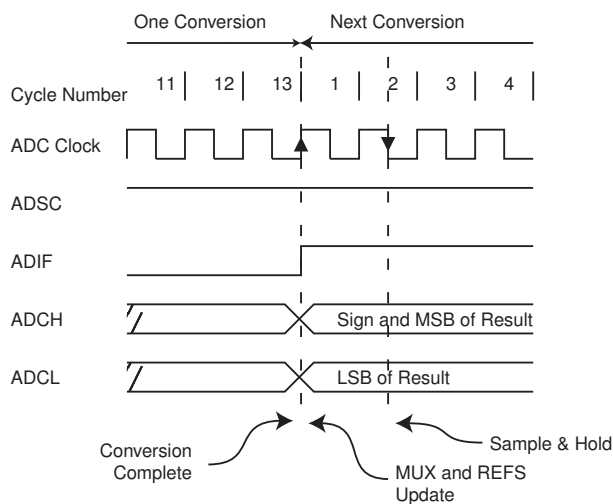 One Conversion Next Conversion
Cycle Number 11 12 13 1 2 3 4
ADC Clock
ADSC
ADIF
ADCH Sign and MSB of Result
ADCL LSB of Result
Conversion
Complete
MUX and REFS
Update
Sample & Hold